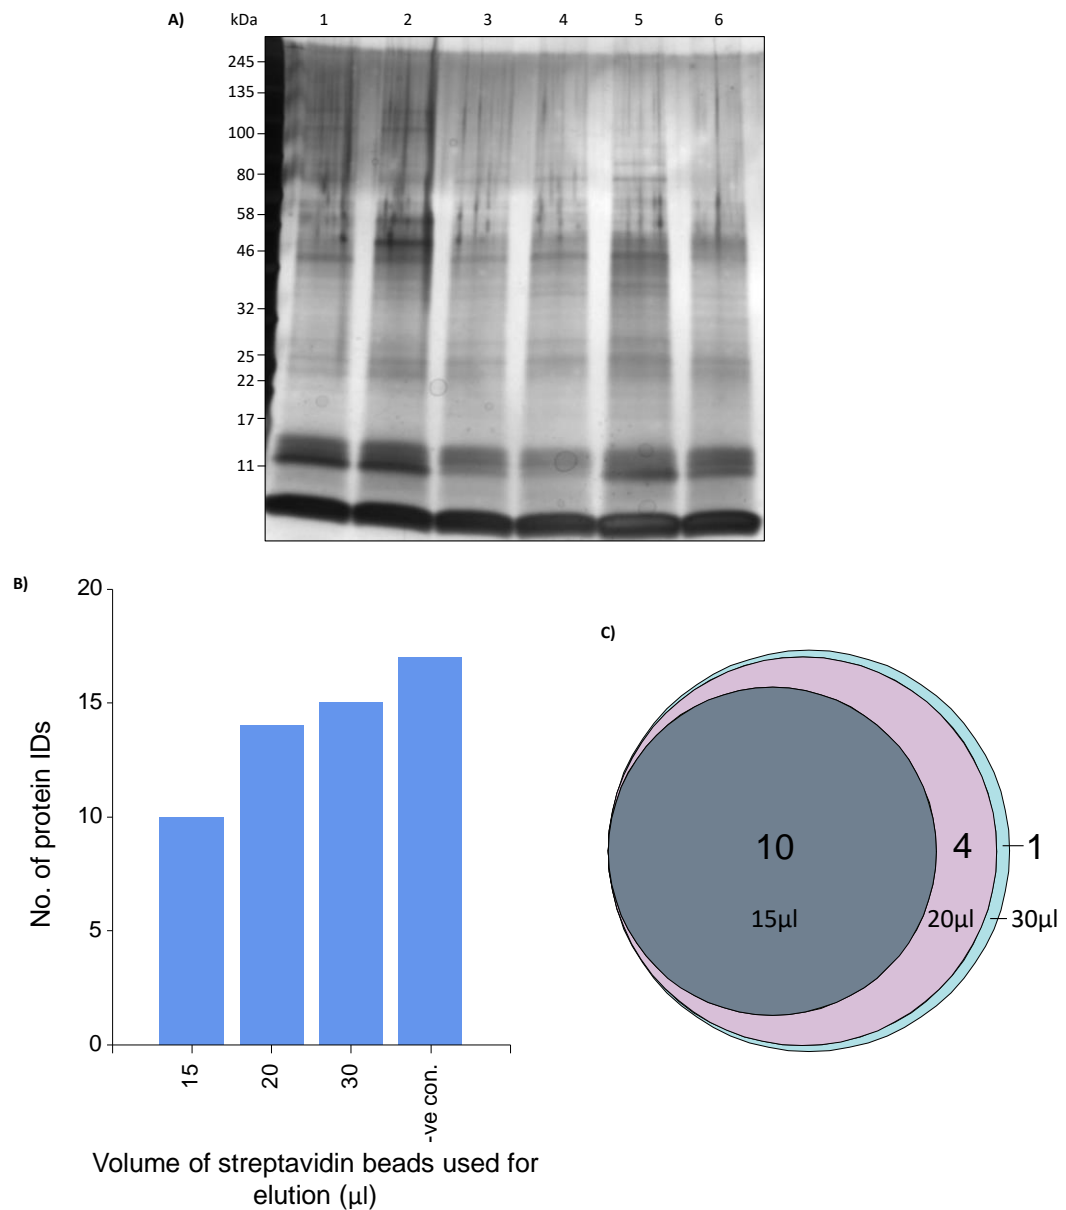 A)
kDa 1 2 3 4 5 6
245
135
100
80
58
46
32
25
22
17
11
B)
20
15
10
5
0
No. of protein IDs
15 20 30 -ve con.
Volume of streptavidin beads used for
elution (µl)
C)
10 4 1
15µl 20µl 30µl